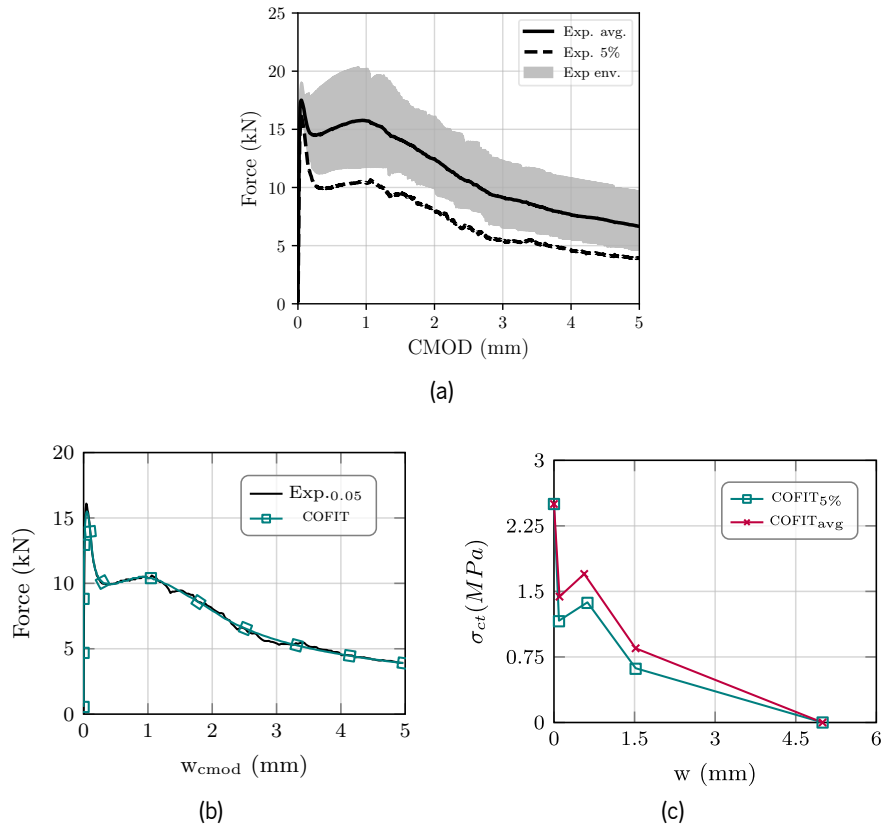 25
20
15
10
5
0
Force (kN)
Exp. avg.
Exp. 5%
Exp env.
0 1 2 3 4 5
CMOD (mm)
(a)
20
15
10
5
0
Force (kN)
Exp.0.05
COFIT
0 1 2 3 4 5
wcmod (mm)
(b)
3
2.25
1.5
0.75
0
σct(MPa)
COFIT5%
COFITavg
0 1.5 3 4.5 6
w (mm)
(c)